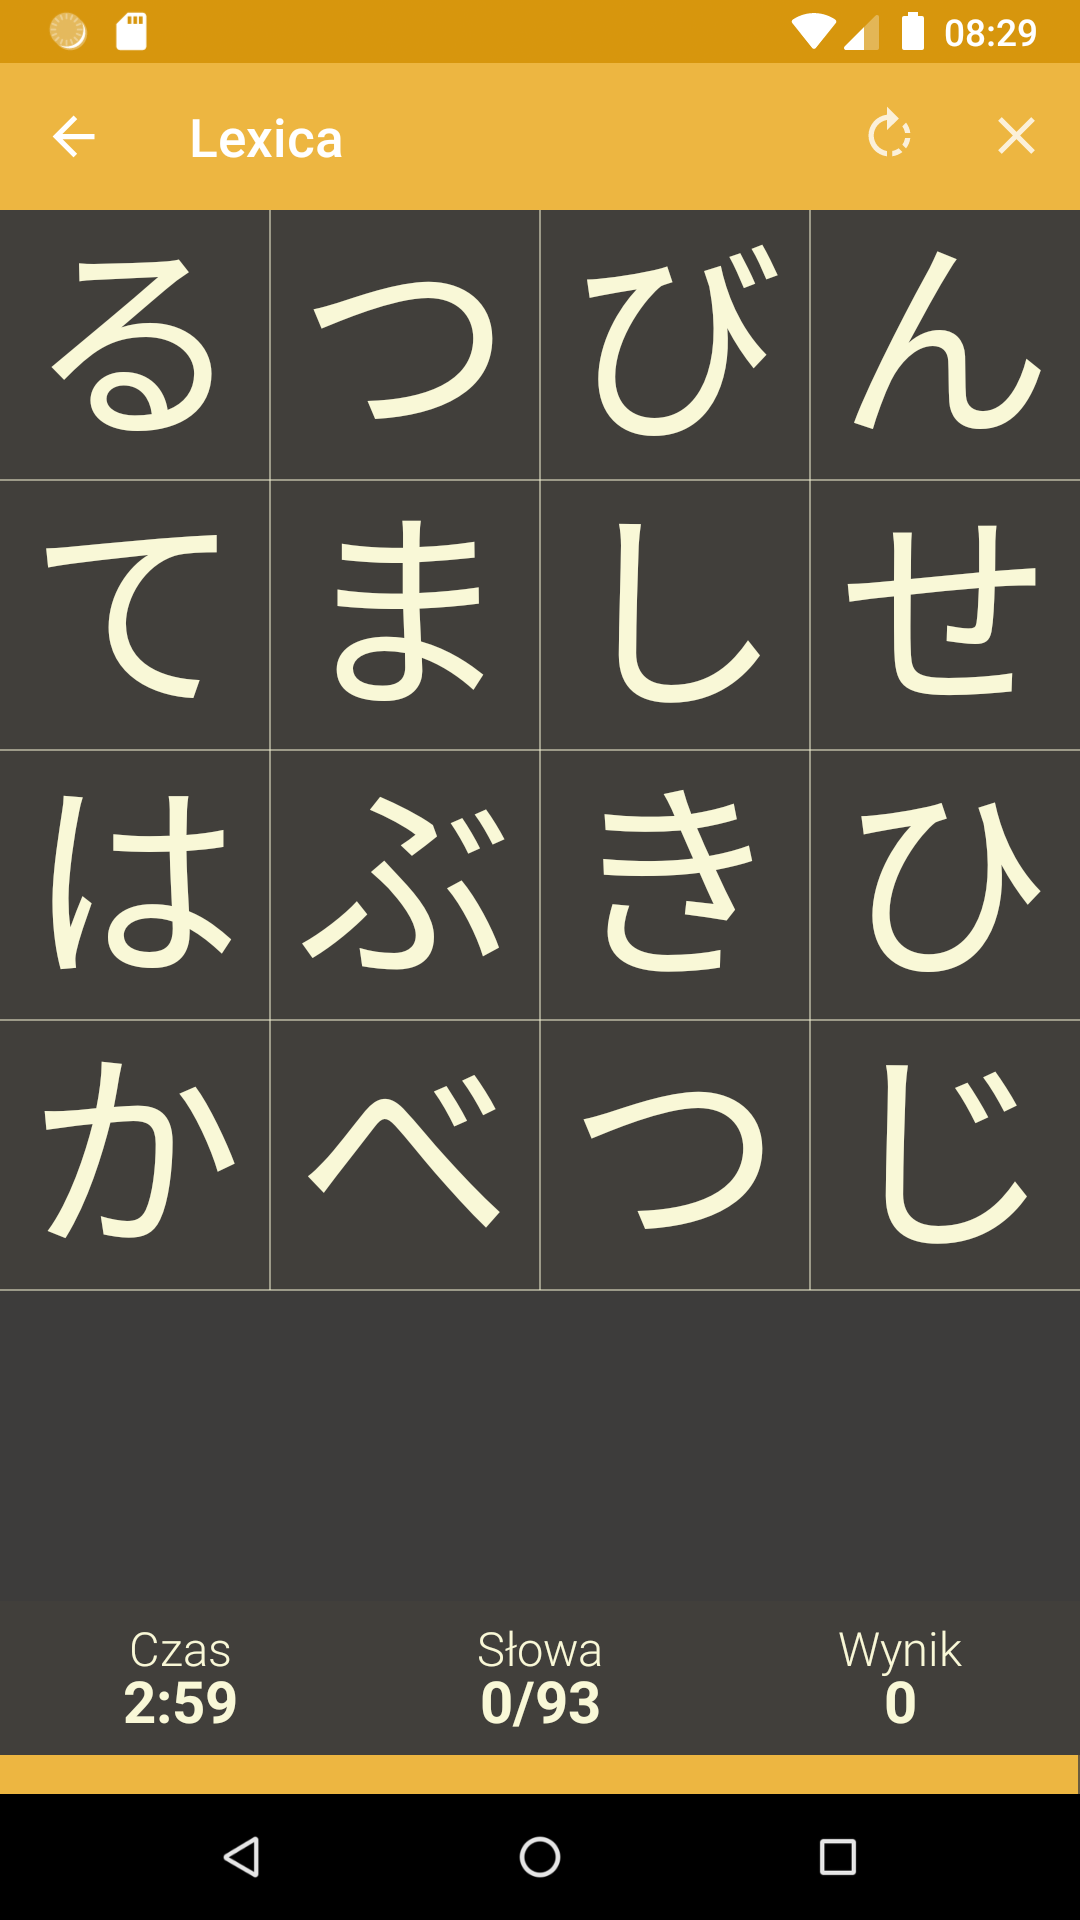 08:29
Lexica
る つ び ん
て ま し せ
は ぶ き ひ
か べ つ じ
Czas Słowa Wynik
2:59 0/93 0